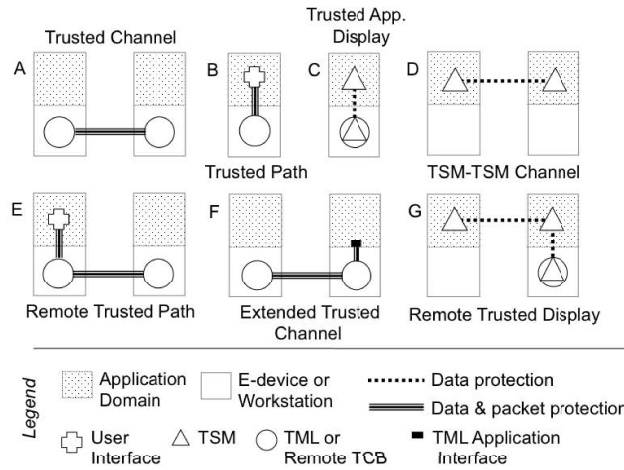 Trusted Channel
Trusted App.
Display
A
B
C
D
Trusted Path
TSM-TSM Channel
E
F
G
Remote Trusted Path
Extended Trusted
Channel
Remote Trusted Display
Legend
Application
Domain
E-device or
Workstation
Data protection
Data & packet protection
User
Interface
TSM
TML or
Remote TCB
TML Application
Interface